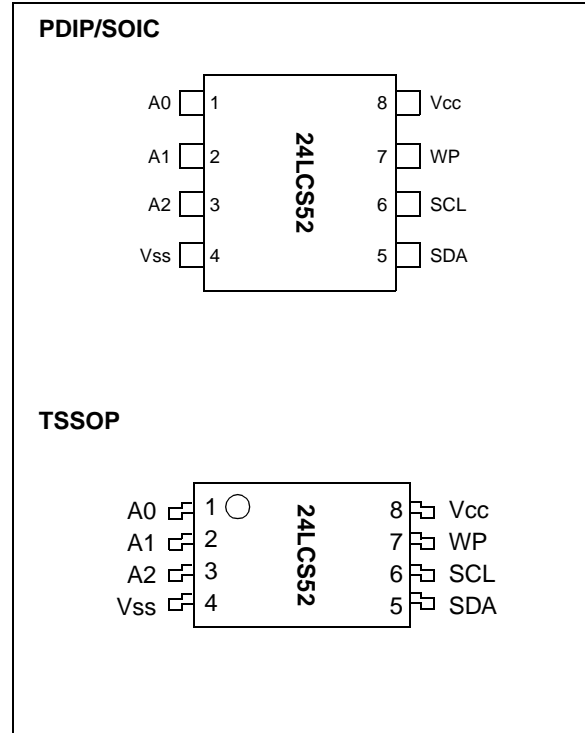 PDIP/SOIC
A0 1 8 Vcc
A1 2 7 WP
A2 3 6 SCL
Vss 4 5 SDA
24LCS52
TSSOP
A0 1 8 Vcc
A1 2 7 WP
A2 3 6 SCL
Vss 4 5 SDA
24LCS52